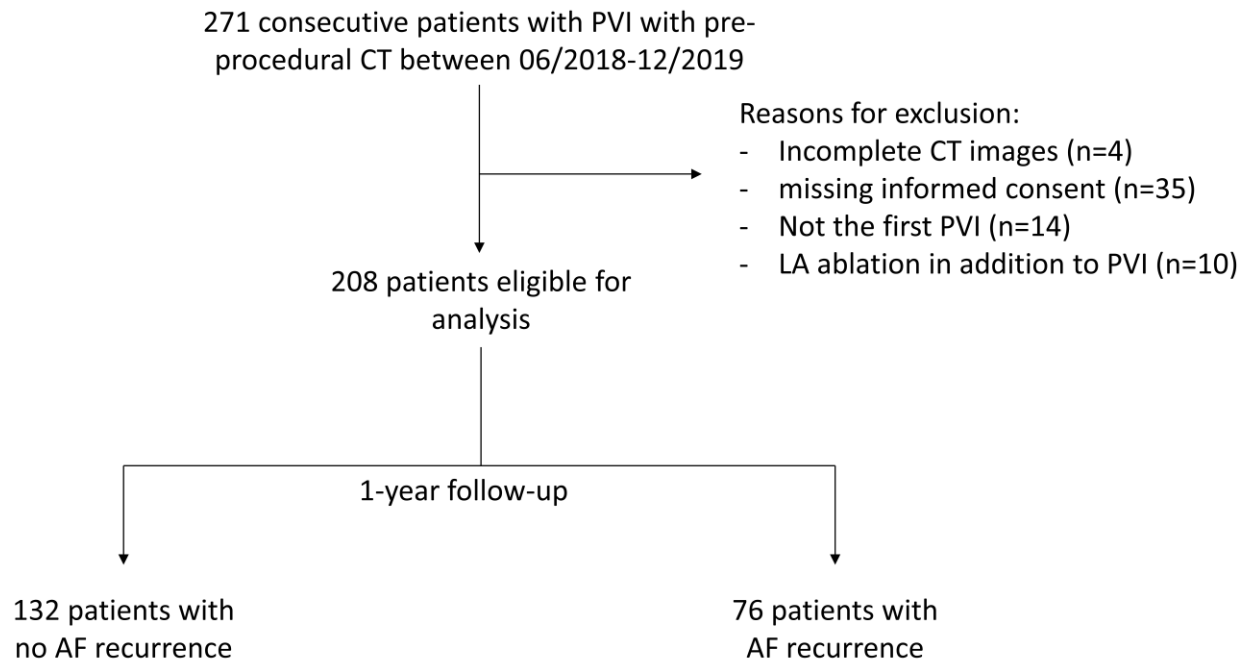 271 consecutive patients with PVI with pre-
procedural CT between 06/2018-12/2019
Reasons for exclusion:
- Incomplete CT images (n=4)
- missing informed consent (n=35)
- Not the first PVI (n=14)
- LA ablation in addition to PVI (n=10)
208 patients eligible for
analysis
1-year follow-up
132 patients with
no AF recurrence
76 patients with
AF recurrence